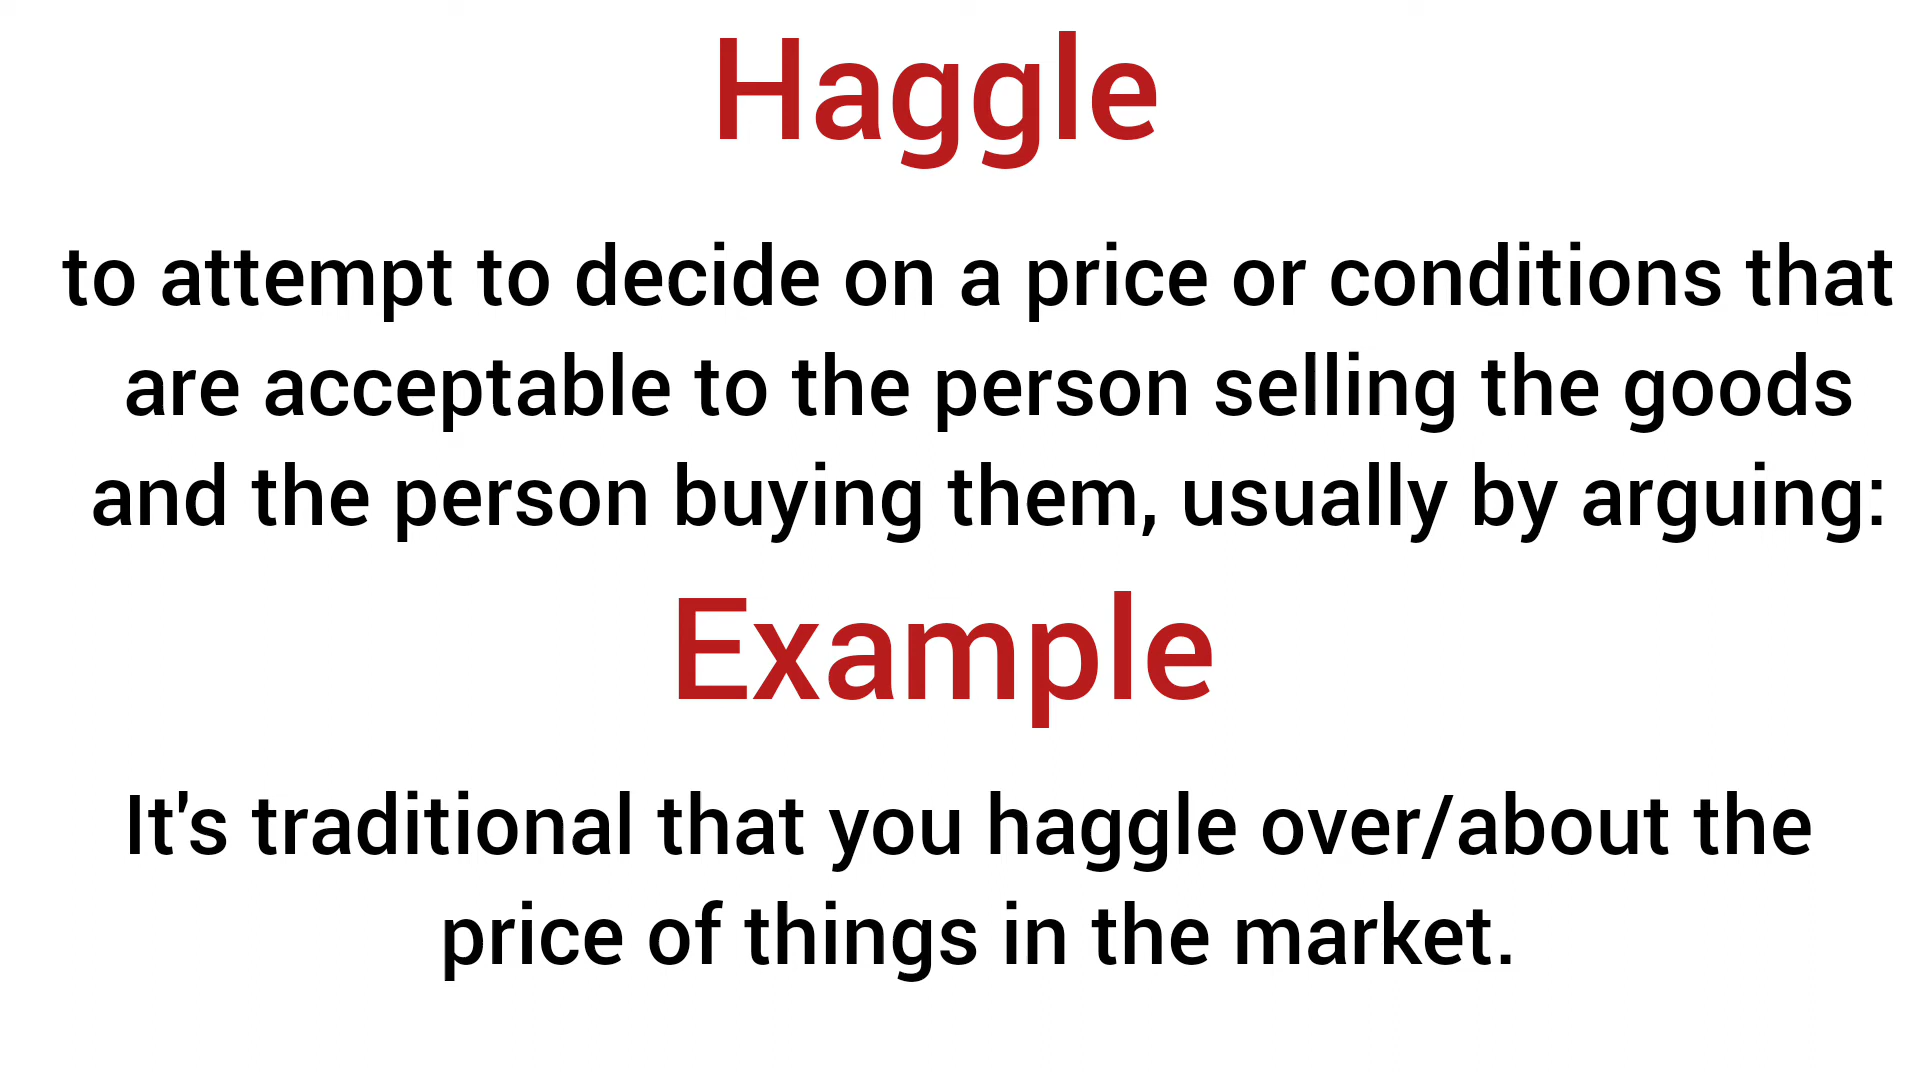 Haggle
to attempt to decide on a price or conditions that
are acceptable to the person selling the goods
and the person buying them, usually by arguing:
Example
It's traditional that you haggle over/about the
price of things in the market.